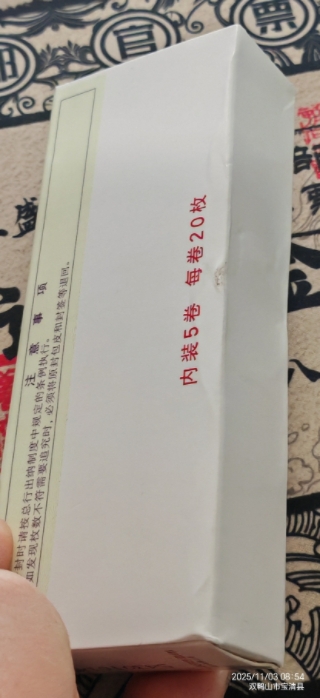 内装5卷 每卷20枚
注意事项
封时请按总行出纳制度中规定的条例执行。
如发现枚数不符需要追究时，必须将原封包皮和封签等退回。
官
票
2025/11/03 08:54
双鸭山市宝清县